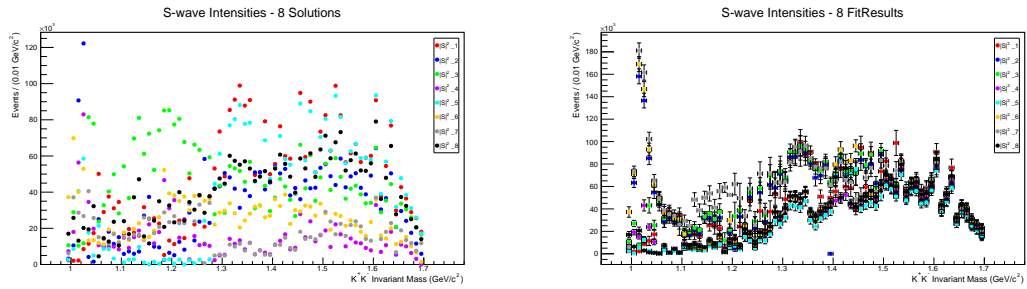 S-wave Intensities - 8 Solutions
×10³
120
100
80
60
40
20
0
Events / (0.01 GeV/c²)
|S|²_1
|S|²_2
|S|²_3
|S|²_4
|S|²_5
|S|²_6
|S|²_7
|S|²_8
1 1.1 1.2 1.3 1.4 1.5 1.6 1.7
K⁺K⁻ Invariant Mass (GeV/c²)
S-wave Intensities - 8 FitResults
×10³
180
160
140
120
100
80
60
40
20
0
Events / (0.01 GeV/c²)
|S|²_1
|S|²_2
|S|²_3
|S|²_4
|S|²_5
|S|²_6
|S|²_7
|S|²_8
1 1.1 1.2 1.3 1.4 1.5 1.6 1.7
K⁺K⁻ Invariant Mass (GeV/c²)